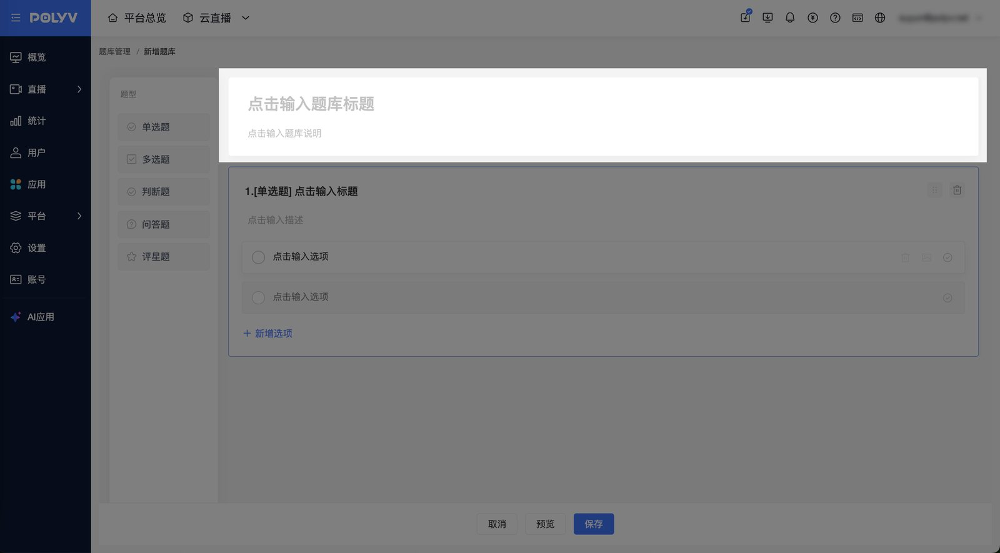 POLYV
平台总览
云直播
概览
直播
统计
用户
应用
平台
设置
账号
AI应用
题库管理 / 新增题库
题型
单选题
多选题
判断题
问答题
评星题
点击输入题库标题
点击输入题库说明
1.[单选题] 点击输入标题
点击输入描述
点击输入选项
点击输入选项
+ 新增选项
取消
预览
保存